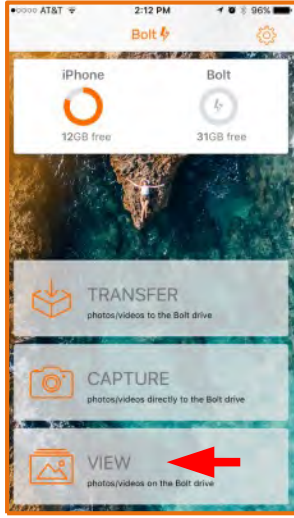 AT&T 2:12 PM 96%
Bolt
iPhone Bolt
12GB free 31GB free
TRANSFER
photos/videos to the Bolt drive
CAPTURE
photos/videos directly to the Bolt drive
VIEW
photos/videos on the Bolt drive